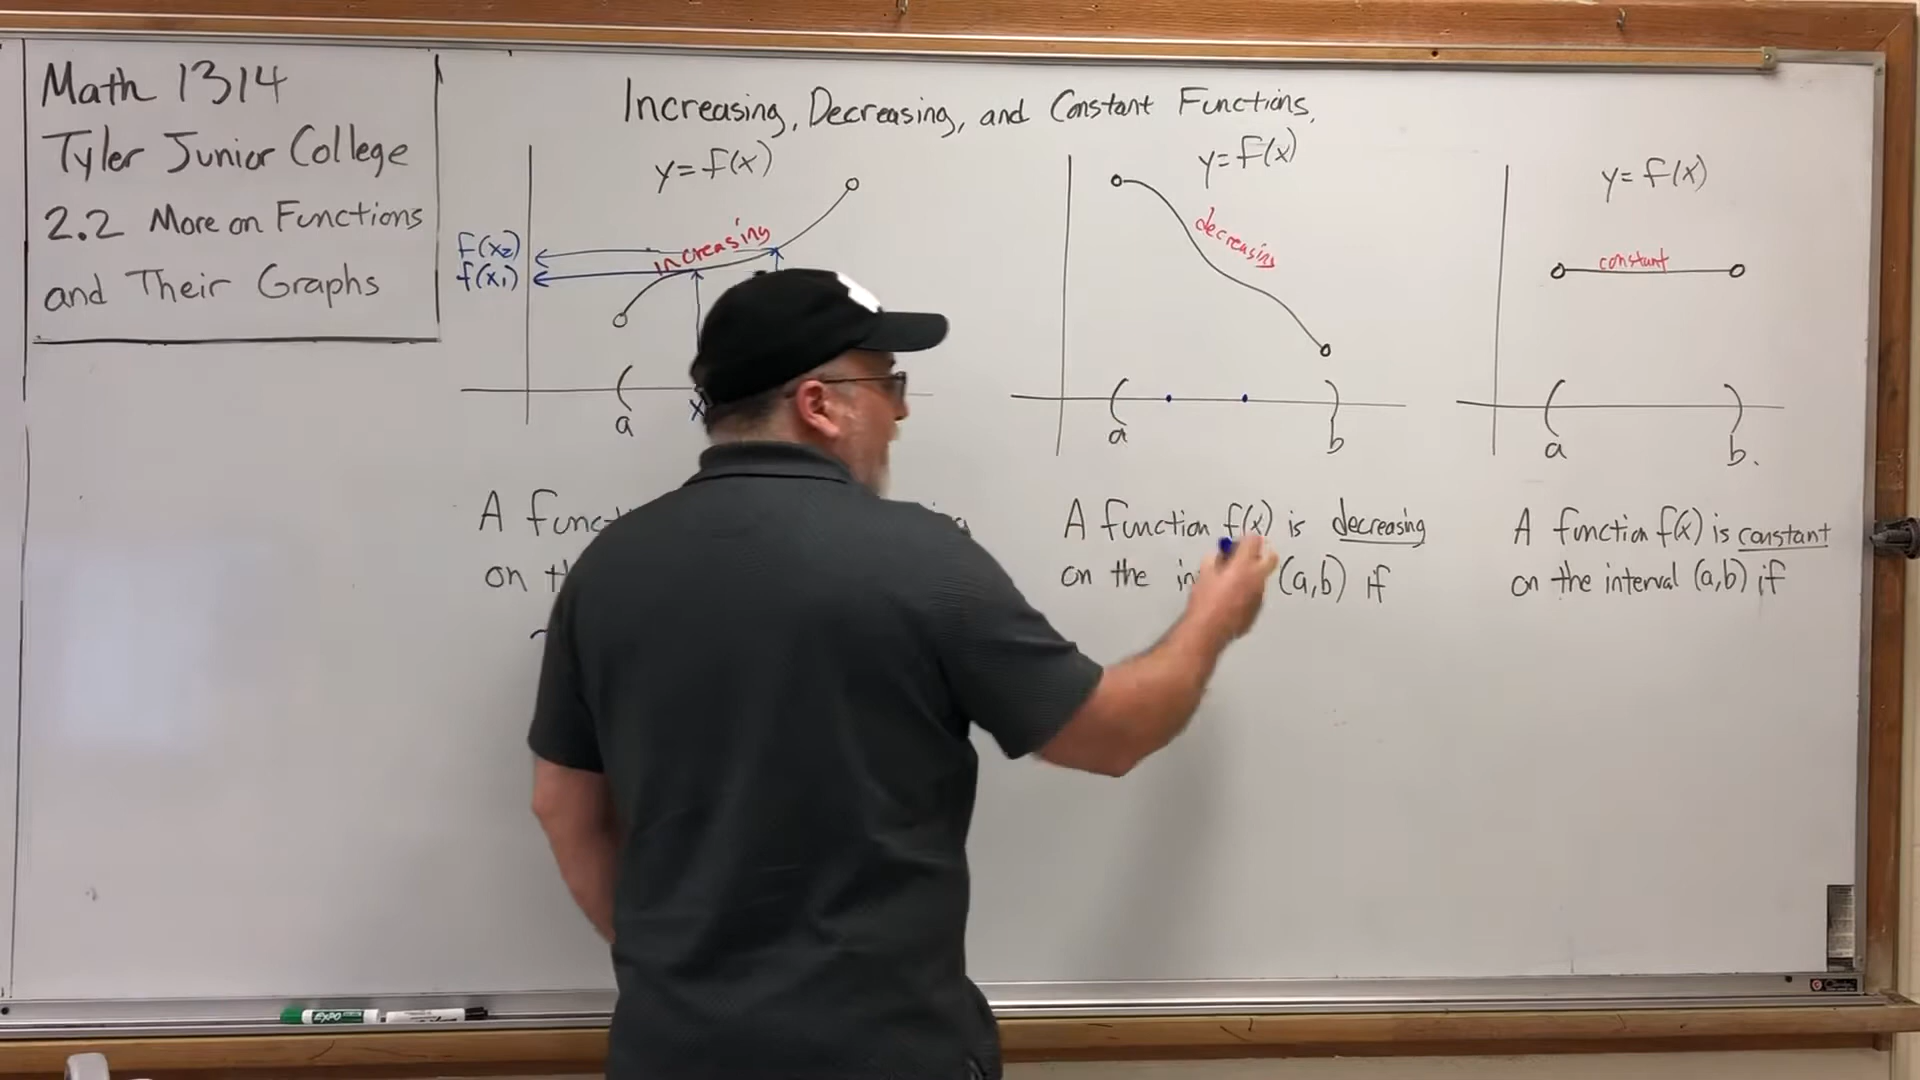 Math 1314
Tyler Junior College
2.2 More on Functions
and Their Graphs
Increasing, Decreasing, and Constant Functions.
y=f(x)
increasing
f(x₂)
f(x₁)
a
x
A func
on th
y=f(x)
decreasing
a
b
A function f(x) is decreasing
on the in (a,b) if
y=f(x)
constant
a
b.
A function f(x) is constant
on the interval (a,b) if
EXPO